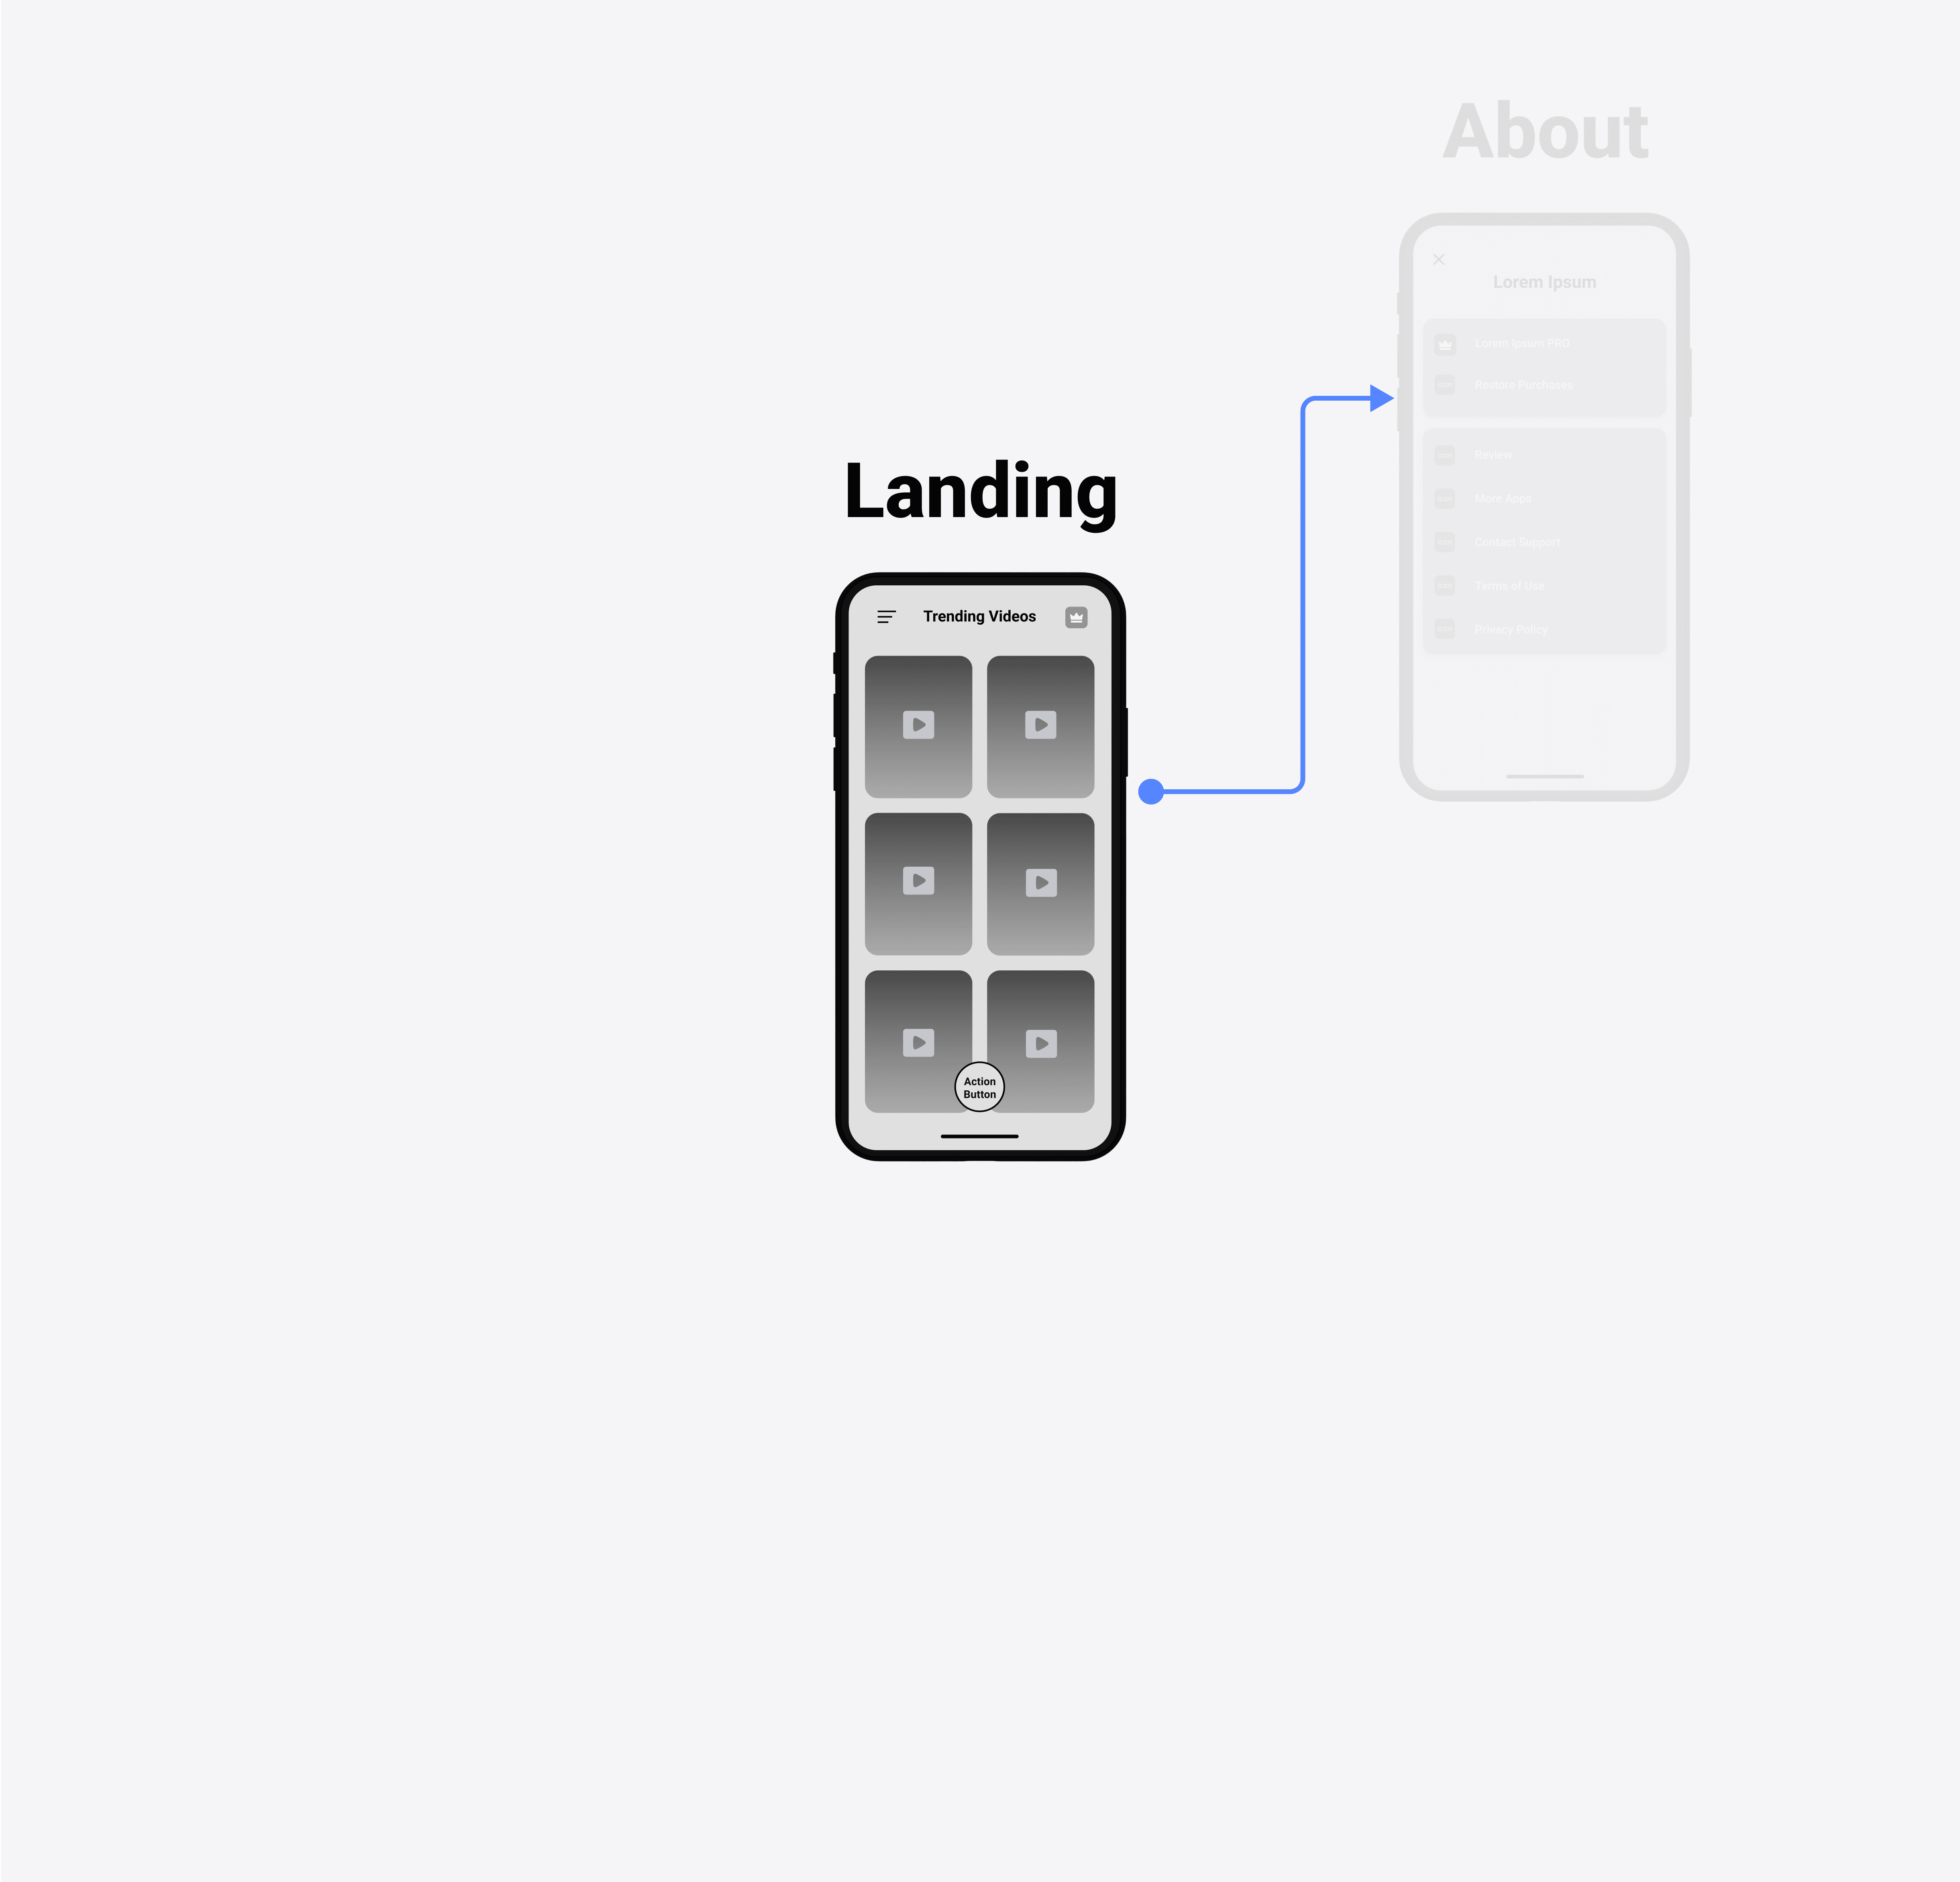 About
Lorem Ipsum
Lorem Ipsum PRO
Restore Purchases
Review
More Apps
Contact Support
Terms of Use
Privacy Policy
Landing
Trending Videos
Action
Button